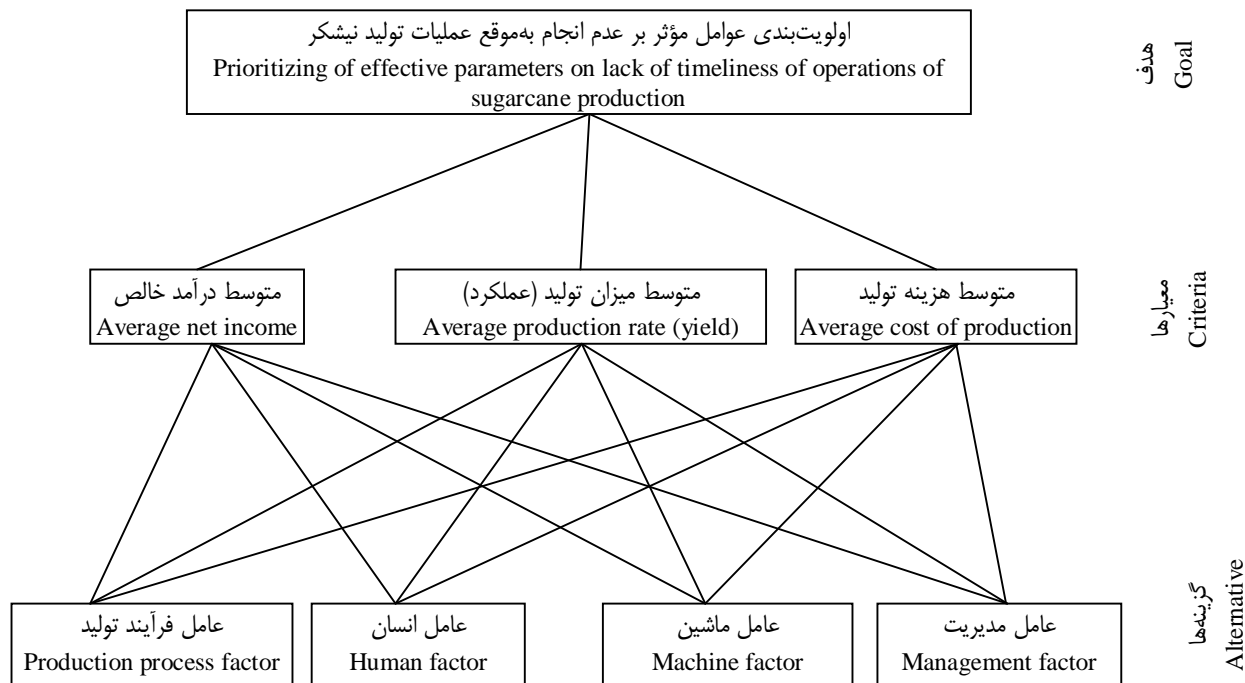 اولویت‌بندی عوامل مؤثر بر عدم انجام به‌موقع عملیات تولید نیشکر
Prioritizing of effective parameters on lack of timeliness of operations of
sugarcane production
هدف
Goal
متوسط درآمد خالص
Average net income
متوسط میزان تولید (عملکرد)
Average production rate (yield)
متوسط هزینه تولید
Average cost of production
معیارها
Criteria
عامل فرآیند تولید
Production process factor
عامل انسان
Human factor
عامل ماشین
Machine factor
عامل مدیریت
Management factor
گزینه‌ها
Alternative